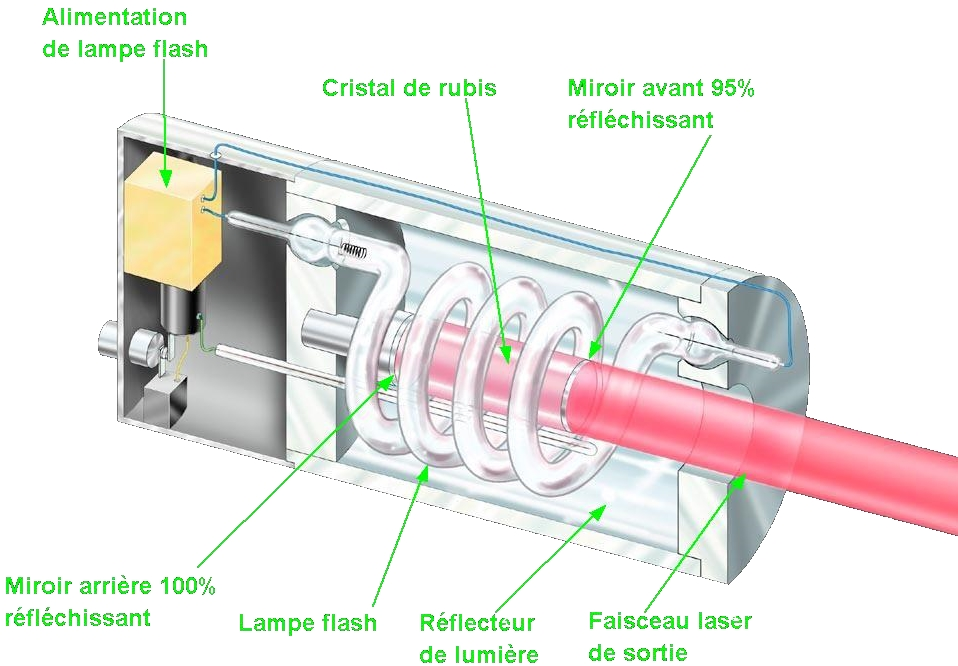 Alimentation
de lampe flash
Cristal de rubis
Miroir avant 95%
réfléchissant
Miroir arrière 100%
réfléchissant
Lampe flash
Réflecteur
de lumière
Faisceau laser
de sortie